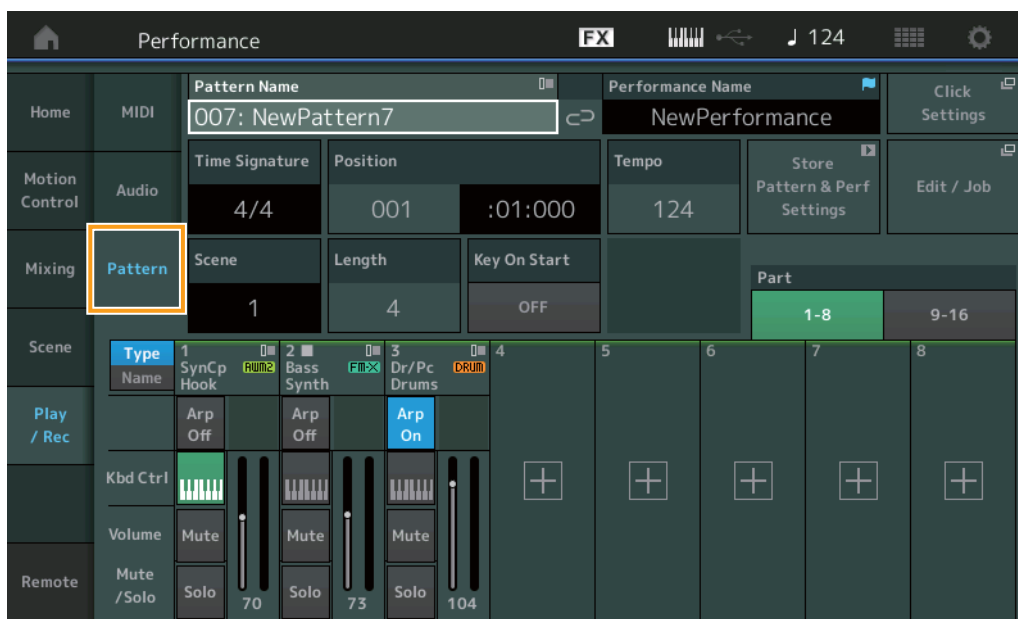 Performance
FX
♩ 124
Home
Motion
Control
Mixing
Scene
Play
/ Rec
Remote
MIDI
Audio
Pattern
Pattern Name
007: NewPattern7
Performance Name
NewPerformance
Click
Settings
Time Signature
4/4
Position
001
:01:000
Tempo
124
Store
Pattern & Perf
Settings
Edit / Job
Scene
1
Length
4
Key On Start
OFF
Part
1-8
9-16
Type
Name
1
SynCp
AWM2
Hook
2
Bass
FM-X
Synth
3
Dr/Pc
DRUM
Drums
4
5
6
7
8
Arp
Off
Arp
Off
Arp
On
Kbd Ctrl
Volume
Mute
Mute
Mute
Mute
/Solo
Solo
70
Solo
73
Solo
104